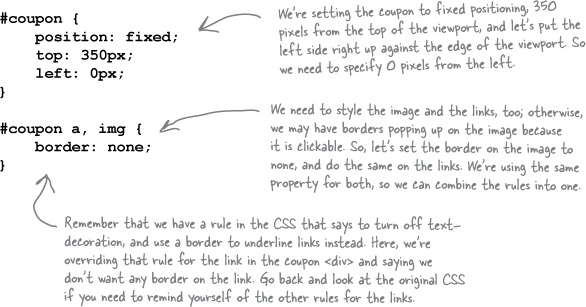 #coupon {
position: fixed;
top: 350px;
left: 0px;
}
We're setting the coupon to fixed positioning, 350
pixels from the top of the viewport, and let's put the
left side right up against the edge of the viewport. So
we need to specify 0 pixels from the left.
#coupon a, img {
border: none;
}
We need to style the image and the links, too; otherwise,
we may have borders popping up on the image because
it is clickable. So, let's set the border on the image to
none, and do the same on the links. We're using the same
property for both, so we can combine the rules into one.
Remember that we have a rule in the CSS that says to turn off text-
decoration, and use a border to underline links instead. Here, we're
overriding that rule for the link in the coupon <div> and saying we
don't want any border on the link. Go back and look at the original CSS
if you need to remind yourself of the other rules for the links.